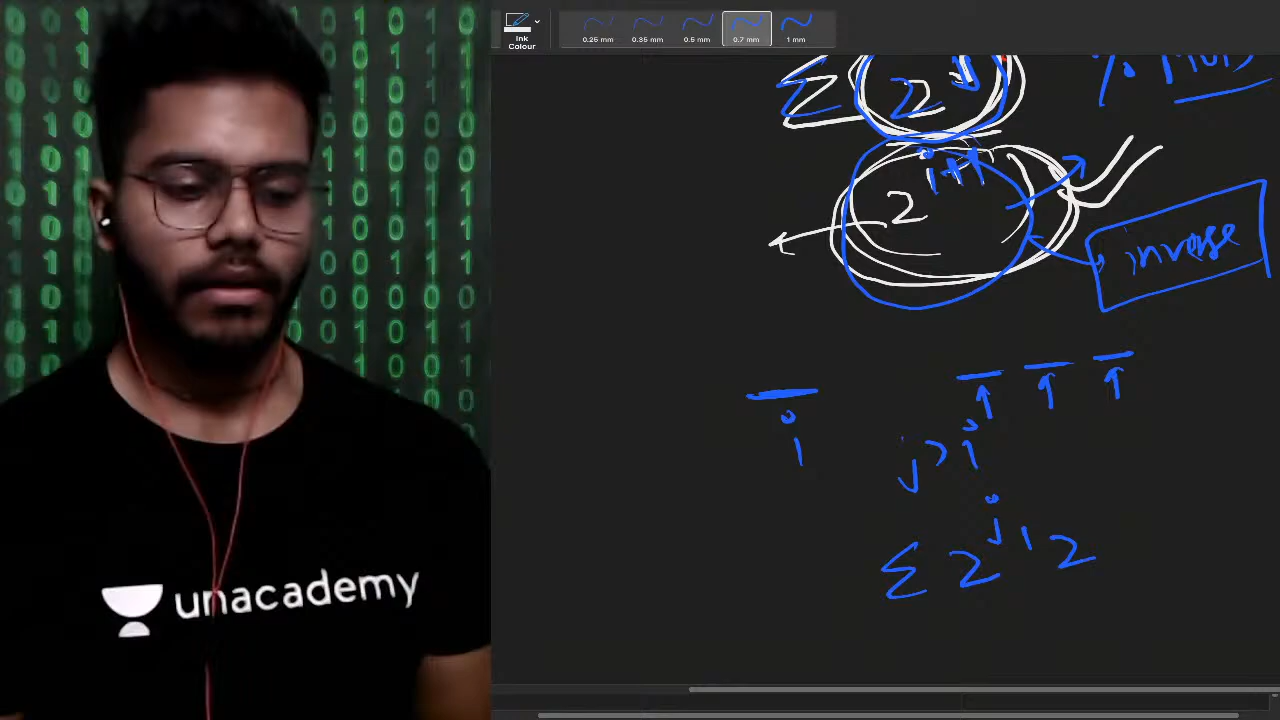 Ink
Colour
0.25 mm
0.35 mm
0.5 mm
0.7 mm
1 mm
Σ 2^j
2^i+1
inverse
i
j > i
Σ 2^j 2
unacademy